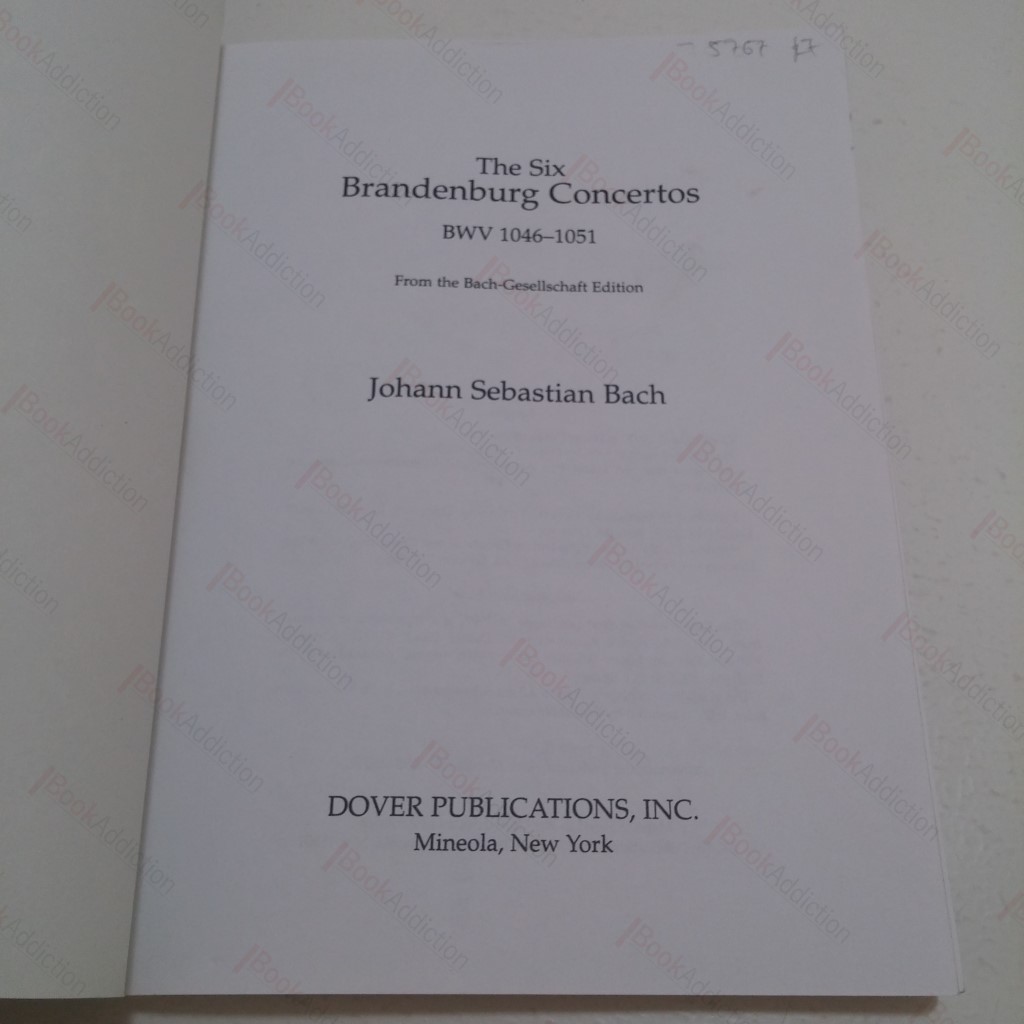 5767
The Six
Brandenburg Concertos
BWV 1046–1051
From the Bach-Gesellschaft Edition
Johann Sebastian Bach
DOVER PUBLICATIONS, INC.
Mineola, New York
BookAddiction